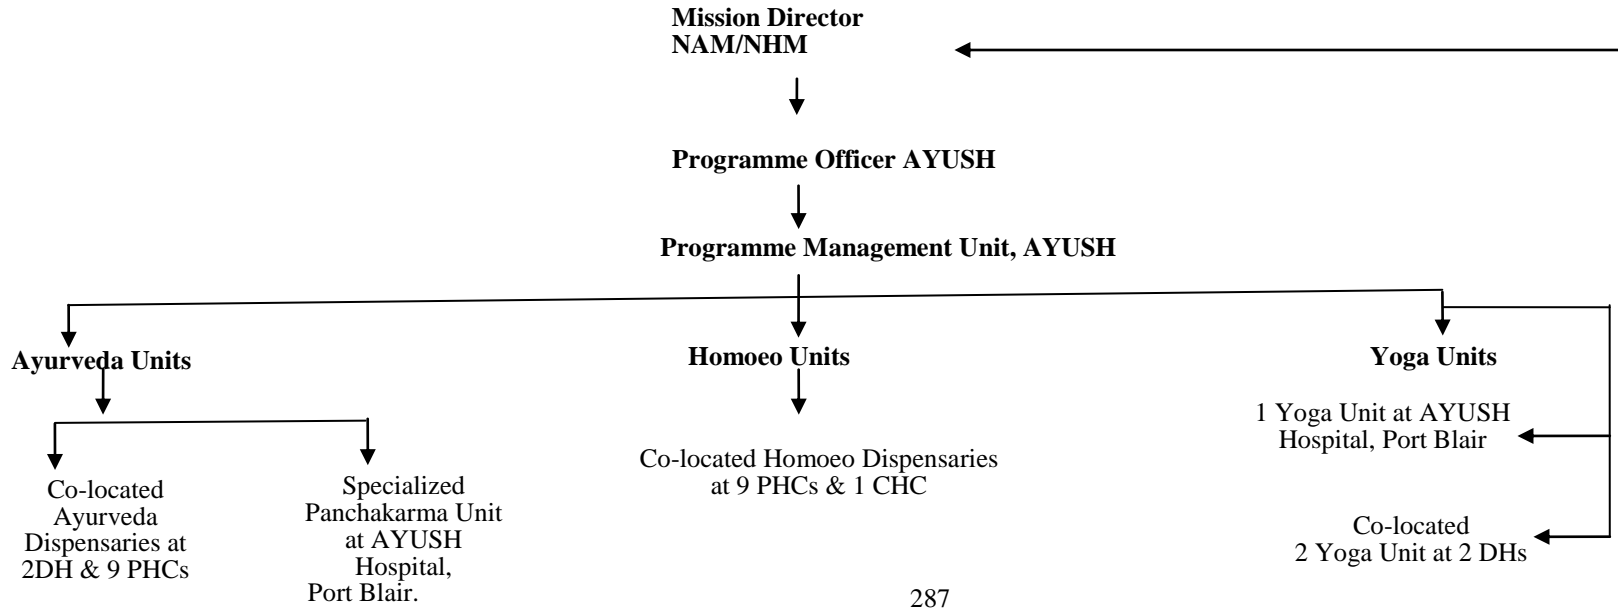 Mission Director
NAM/NHM
Programme Officer AYUSH
Programme Management Unit, AYUSH
Ayurveda Units
Homoeo Units
Yoga Units
Co-located
Ayurveda
Dispensaries at
2DH & 9 PHCs
Specialized
Panchakarma Unit
at AYUSH
Hospital,
Port Blair.
Co-located Homoeo Dispensaries
at 9 PHCs & 1 CHC
1 Yoga Unit at AYUSH
Hospital, Port Blair
Co-located
2 Yoga Unit at 2 DHs
287